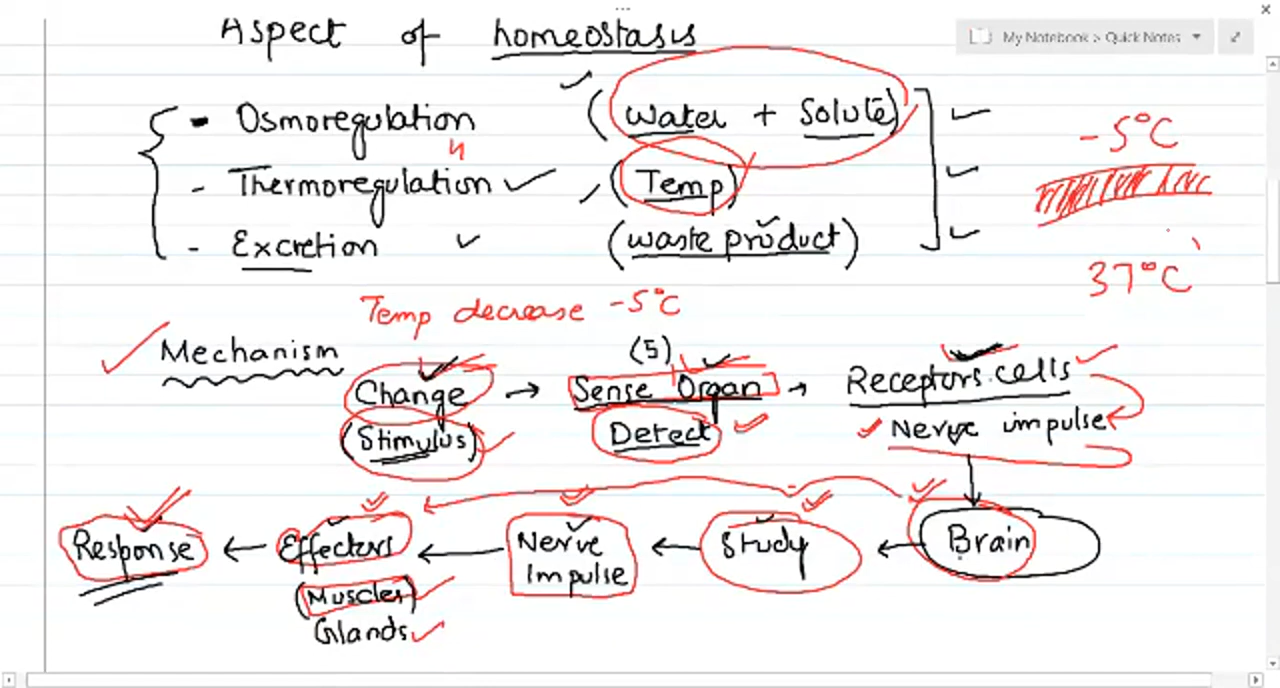 Aspect of homeostasis
My Notebook > Quick Notes
- Osmoregulation (Water + Solute)
-5°C
- Thermoregulation (Temp)
- Excretion (waste product)
37°C
Temp decrease -5°C
Mechanism
(5)
Change → Sense Organ → Receptors cells
(Stimulus) Detect Nerve impulse
Response ← Effectors ← Nerve Impulse ← Study ← Brain
(Muscles)
Glands